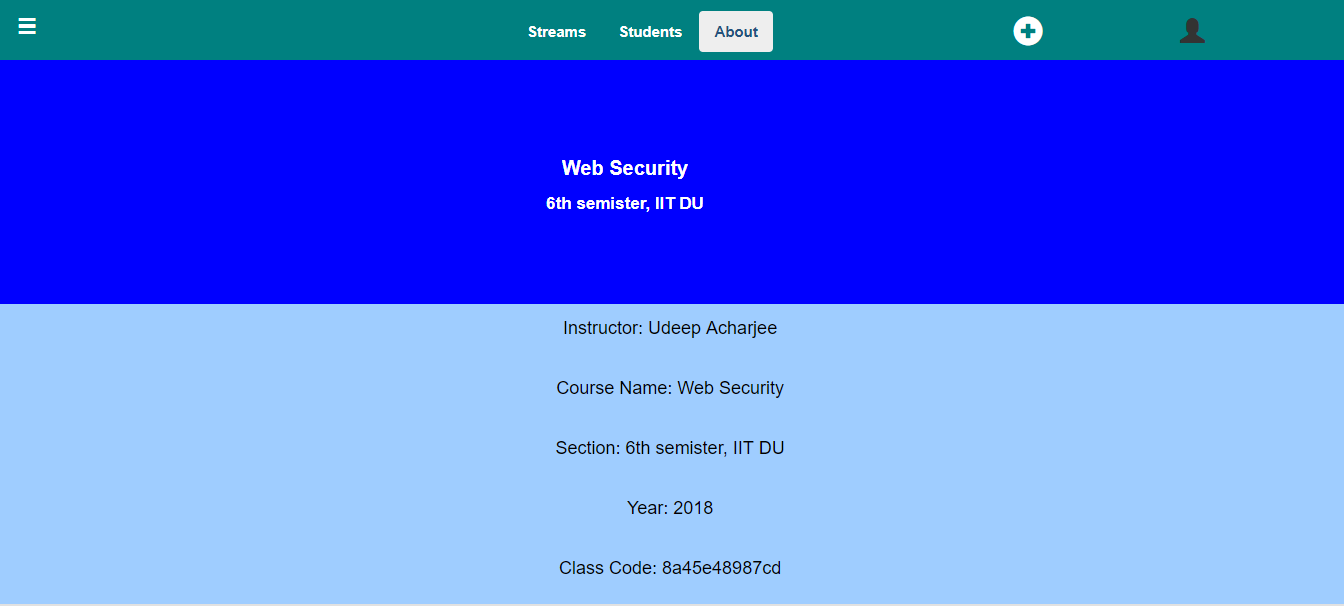 Streams Students About
Web Security
6th semister, IIT DU
Instructor: Udeep Acharjee
Course Name: Web Security
Section: 6th semister, IIT DU
Year: 2018
Class Code: 8a45e48987cd